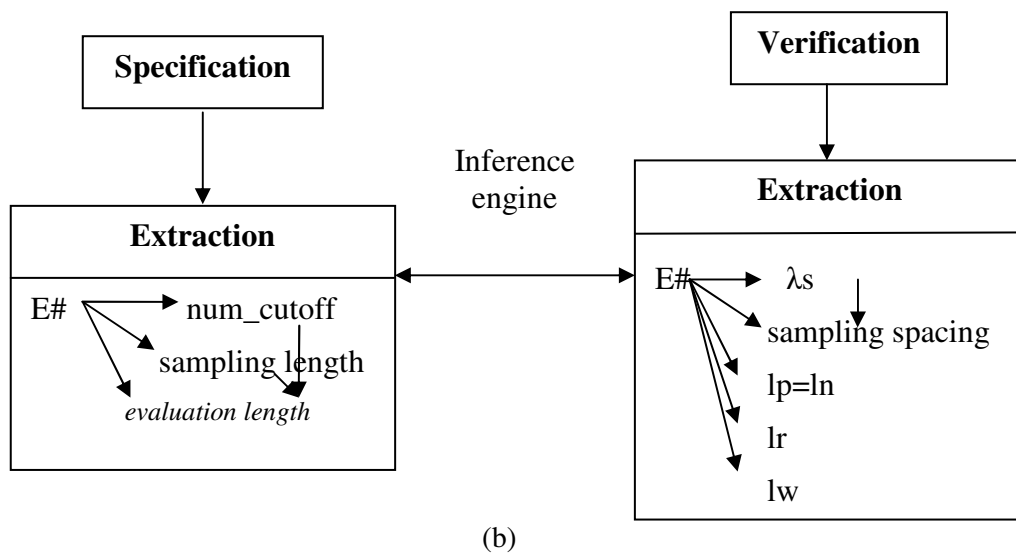 Specification
Extraction
E#
num_cutoff
sampling length
evaluation length
Inference
engine
Verification
Extraction
E#
λs
sampling spacing
lp=ln
lr
lw
(b)